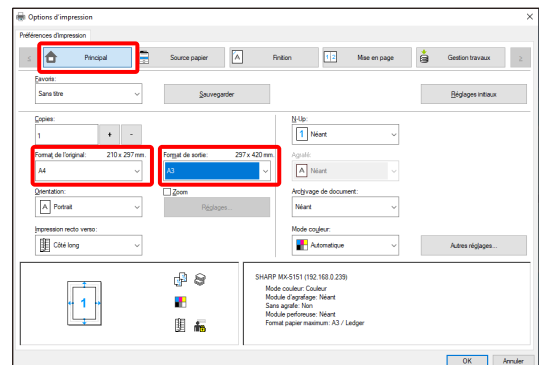 Options d'impression
Préférences d'impression
Principal
Source papier
A
Finition
1 2
Mise en page
Gestion travaux
Favoris:
Sans titre
Sauvegarder
Réglages initiaux
Copies:
1
+ -
N-Up:
1 Néant
Format de l'original: 210 x 297 mm.
A4
Format de sortie: 297 x 420 mm.
A3
Agrafé:
A Néant
Orientation:
A Portrait
Zoom
Réglages...
Archivage de document:
Néant
Impression recto verso:
Côté long
Mode couleur:
Automatique
Autres réglages...
1
SHARP MX-5151 (192.168.0.239)
Mode couleur: Couleur
Module d'agrafage: Néant
Sans agrafe: Non
Module perforeuse: Néant
Format papier maximum: A3 / Ledger
OK
Annuler